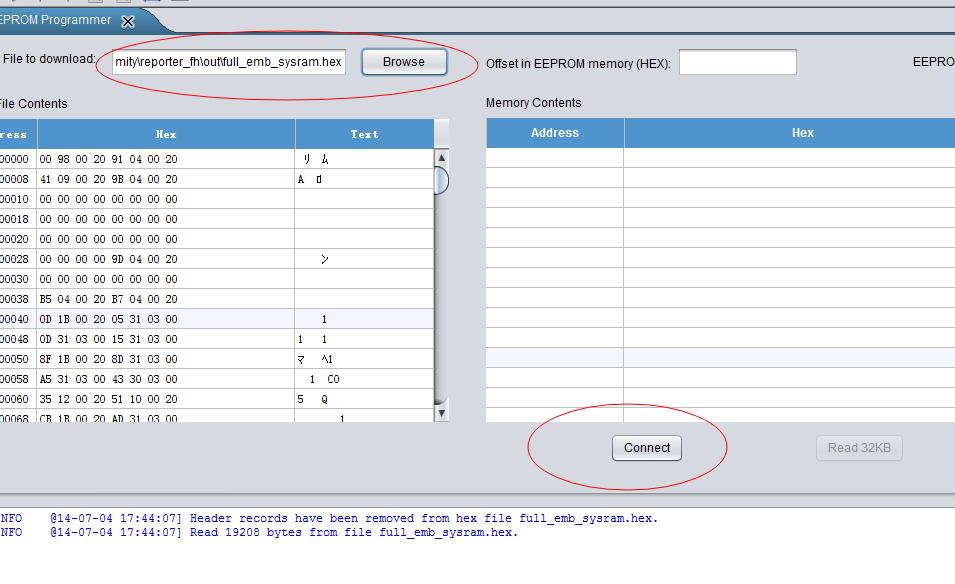 EPROM Programmer
File to download: mity\reporter_fh\out\full_emb_sysram.hex Browse Offset in EEPROM memory (HEX): EEPRO
File Contents Memory Contents
ress Hex Text Address Hex
00000 00 98 00 20 91 04 00 20 リ ム
00008 41 09 00 20 9B 04 00 20 A ロ
00010 00 00 00 00 00 00 00 00
00018 00 00 00 00 00 00 00 00
00020 00 00 00 00 00 00 00 00
00028 00 00 00 00 9D 04 00 20 ン
00030 00 00 00 00 00 00 00 00
00038 B5 04 00 20 B7 04 00 20
00040 0D 1B 00 20 05 31 03 00 1
00048 0D 31 03 00 15 31 03 00 1 1
00050 8F 1B 00 20 8D 31 03 00 マ ヘ1
00058 A5 31 03 00 43 30 03 00 1 C0
00060 35 12 00 20 51 10 00 20 5 Q
00068 CB 1B 00 20 AD 31 03 00 1
Connect Read 32KB
NFO @14-07-04 17:44:07] Header records have been removed from hex file full_emb_sysram.hex.
NFO @14-07-04 17:44:07] Read 19208 bytes from file full_emb_sysram.hex.